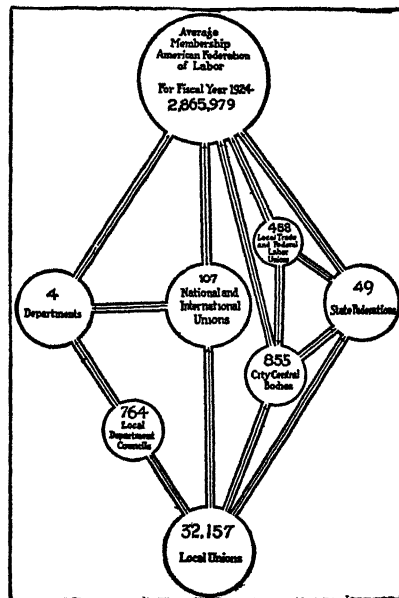 Average
Membership
American Federation
of Labor
For Fiscal Year 1924-
2,865,979
488
Local Trade
and Federal
Labor
Union
4
Departments
107
National and
International
Unions
49
State Federations
855
City Central
Bodies
764
Local
Department
Councils
32,157
Local Unions